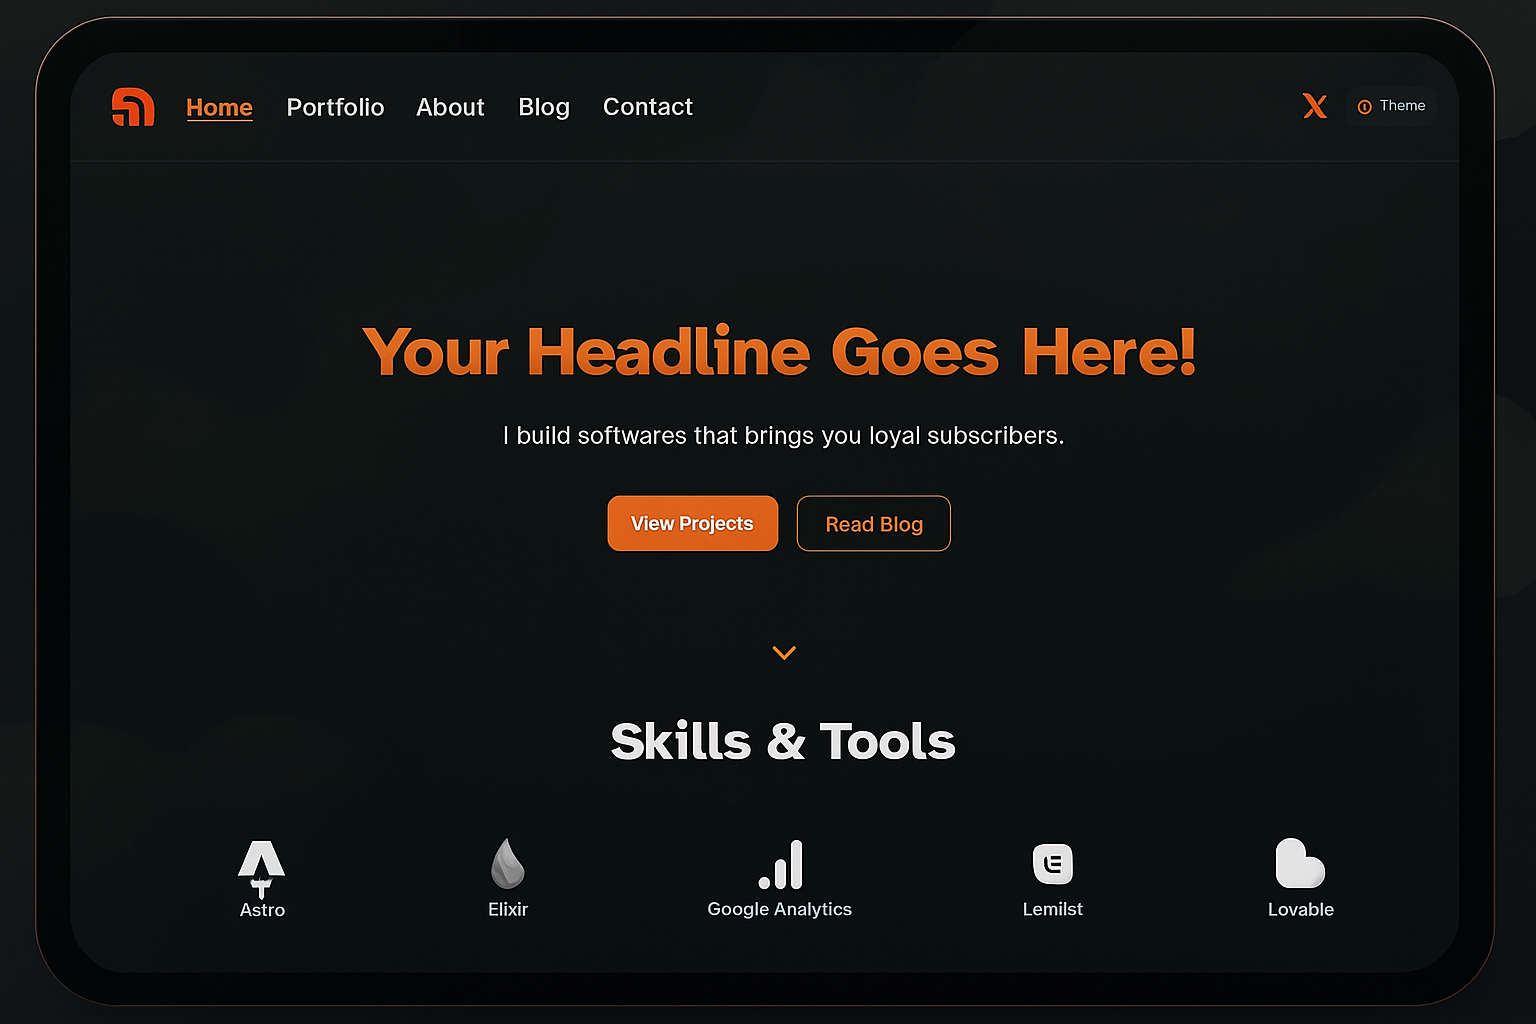 Home Portfolio About Blog Contact Theme
Your Headline Goes Here!
I build softwares that brings you loyal subscribers.
View Projects Read Blog
Skills & Tools
Astro Elixir Google Analytics Lemilst Lovable